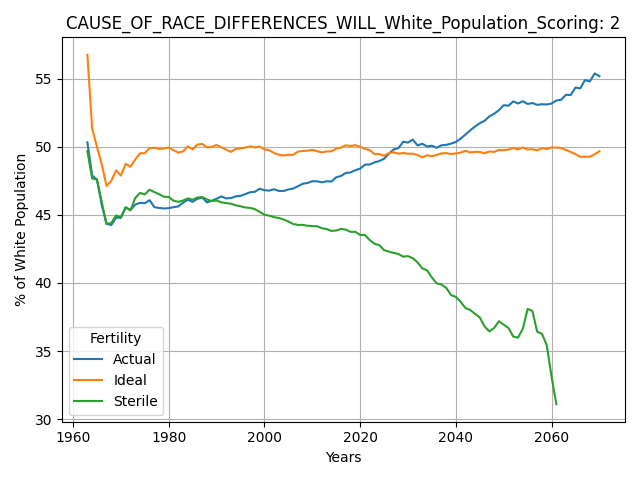 CAUSE_OF_RACE_DIFFERENCES_WILL_White_Population_Scoring: 2
% of White Population
55
50
45
40
35
30
Fertility
Actual
Ideal
Sterile
1960 1980 2000 2020 2040 2060
Years